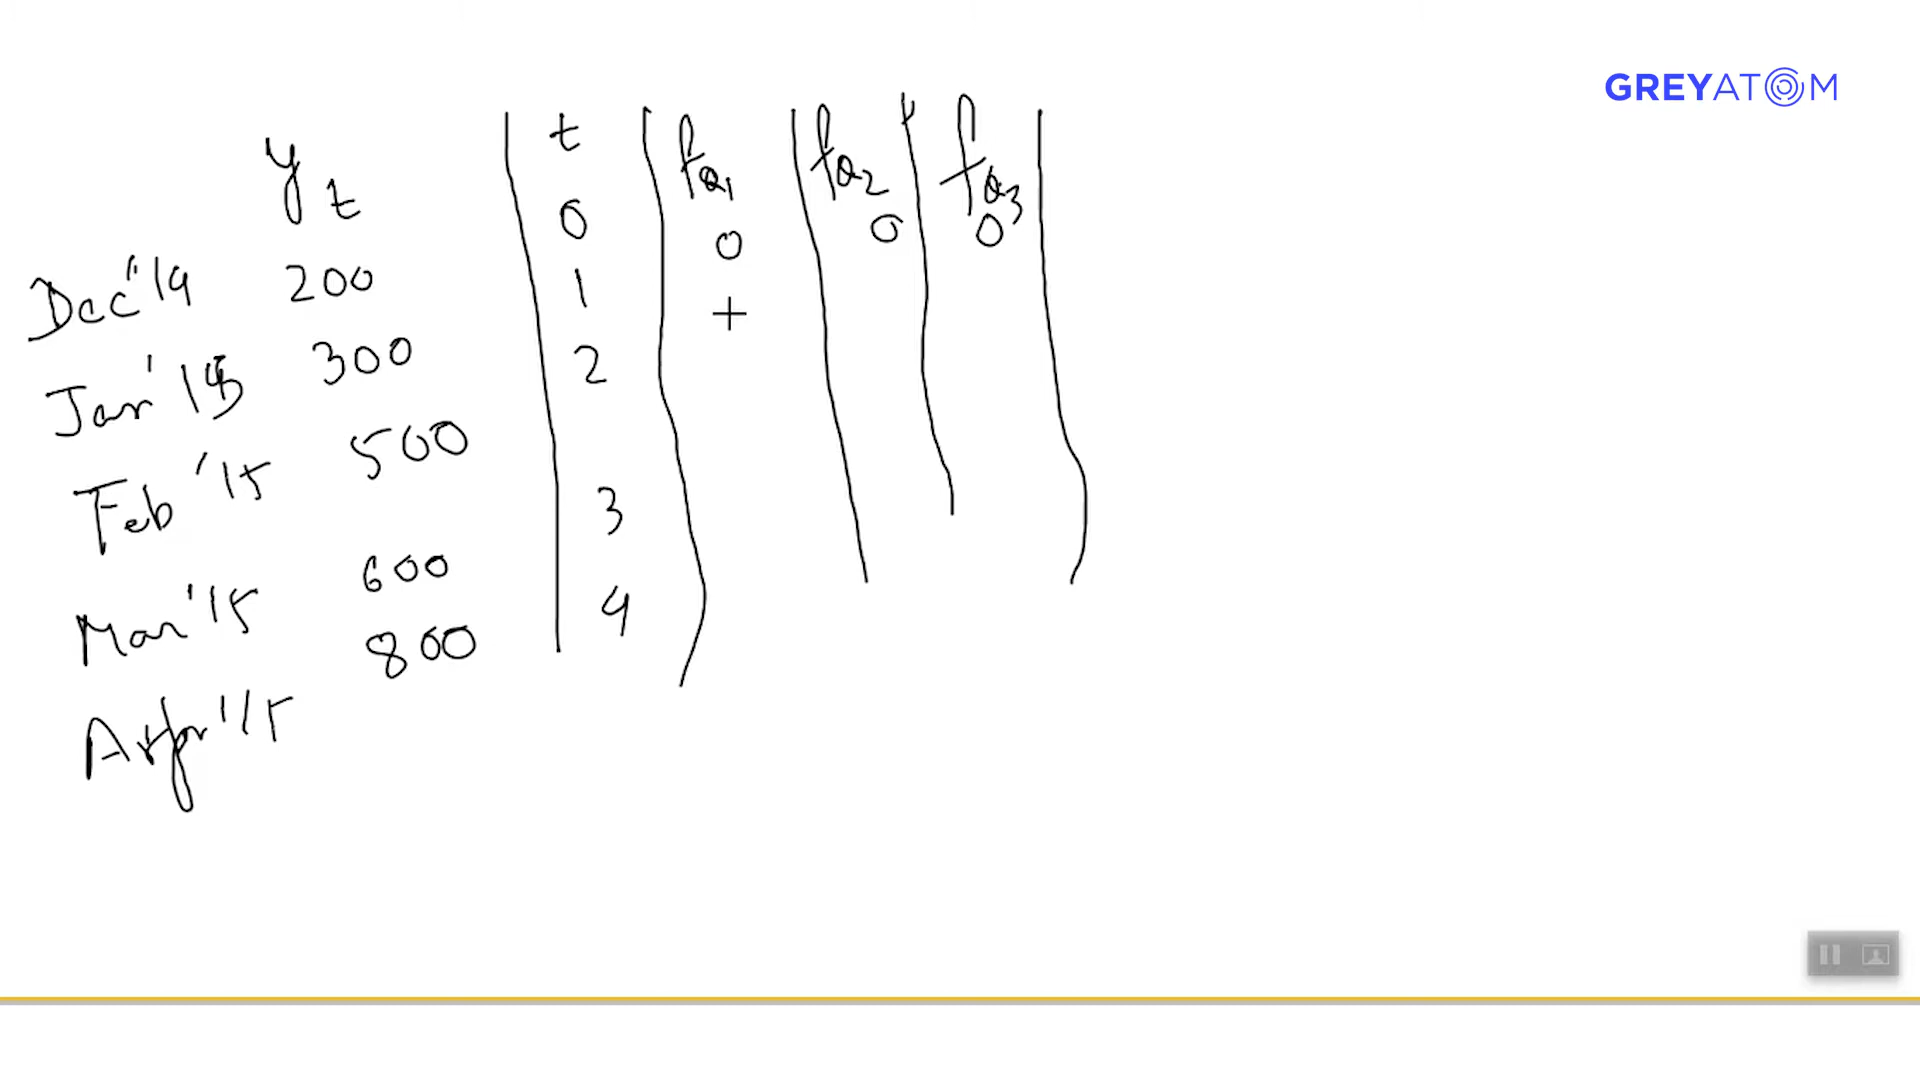 GREYATOM
y t | t | fQ1 | fQ2 | fQ3
0 0 0 0
Dec '14 200 1
Jan '15 300 2
Feb '15 500 3
Mar '15 600 4
800
Apr '15